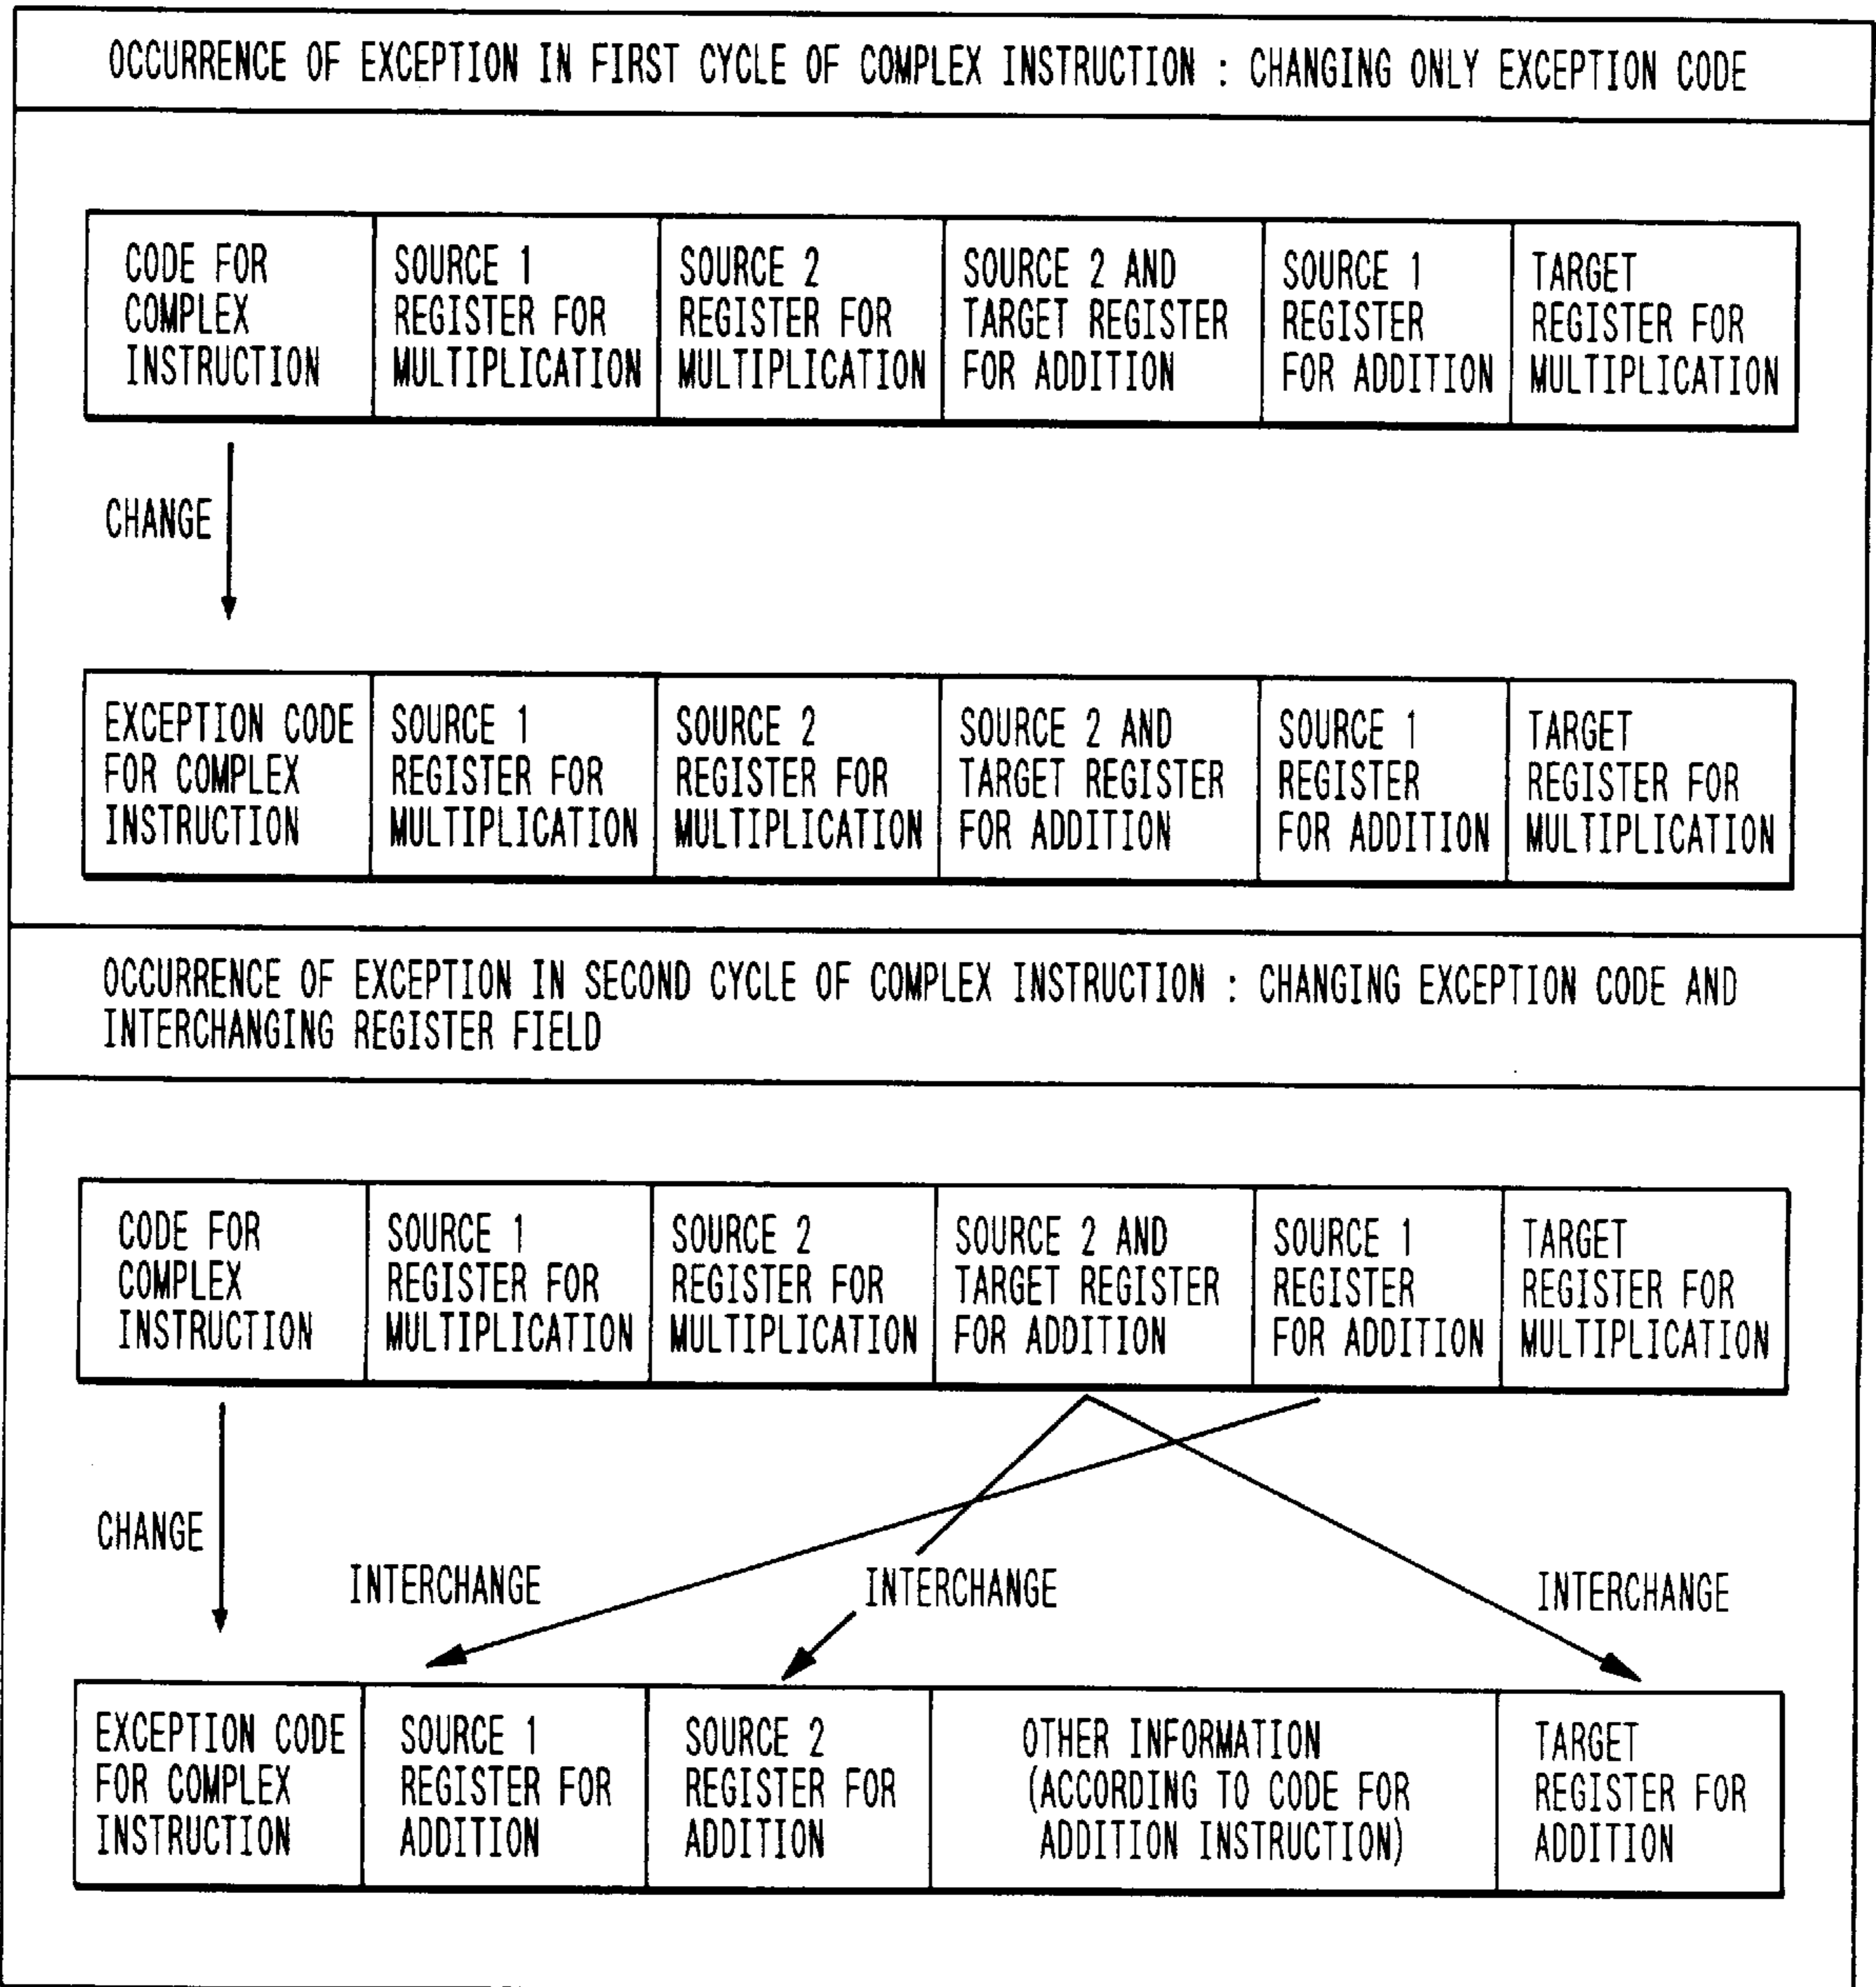 OCCURRENCE OF EXCEPTION IN FIRST CYCLE OF COMPLEX INSTRUCTION : CHANGING ONLY EXCEPTION CODE
CODE FOR
COMPLEX
INSTRUCTION
SOURCE 1
REGISTER FOR
MULTIPLICATION
SOURCE 2
REGISTER FOR
MULTIPLICATION
SOURCE 2 AND
TARGET REGISTER
FOR ADDITION
SOURCE 1
REGISTER
FOR ADDITION
TARGET
REGISTER FOR
MULTIPLICATION
CHANGE
EXCEPTION CODE
FOR COMPLEX
INSTRUCTION
SOURCE 1
REGISTER FOR
MULTIPLICATION
SOURCE 2
REGISTER FOR
MULTIPLICATION
SOURCE 2 AND
TARGET REGISTER
FOR ADDITION
SOURCE 1
REGISTER
FOR ADDITION
TARGET
REGISTER FOR
MULTIPLICATION
OCCURRENCE OF EXCEPTION IN SECOND CYCLE OF COMPLEX INSTRUCTION : CHANGING EXCEPTION CODE AND
INTERCHANGING REGISTER FIELD
CODE FOR
COMPLEX
INSTRUCTION
SOURCE 1
REGISTER FOR
MULTIPLICATION
SOURCE 2
REGISTER FOR
MULTIPLICATION
SOURCE 2 AND
TARGET REGISTER
FOR ADDITION
SOURCE 1
REGISTER
FOR ADDITION
TARGET
REGISTER FOR
MULTIPLICATION
CHANGE
INTERCHANGE
INTERCHANGE
INTERCHANGE
EXCEPTION CODE
FOR COMPLEX
INSTRUCTION
SOURCE 1
REGISTER FOR
ADDITION
SOURCE 2
REGISTER FOR
ADDITION
OTHER INFORMATION
(ACCORDING TO CODE FOR
ADDITION INSTRUCTION)
TARGET
REGISTER FOR
ADDITION